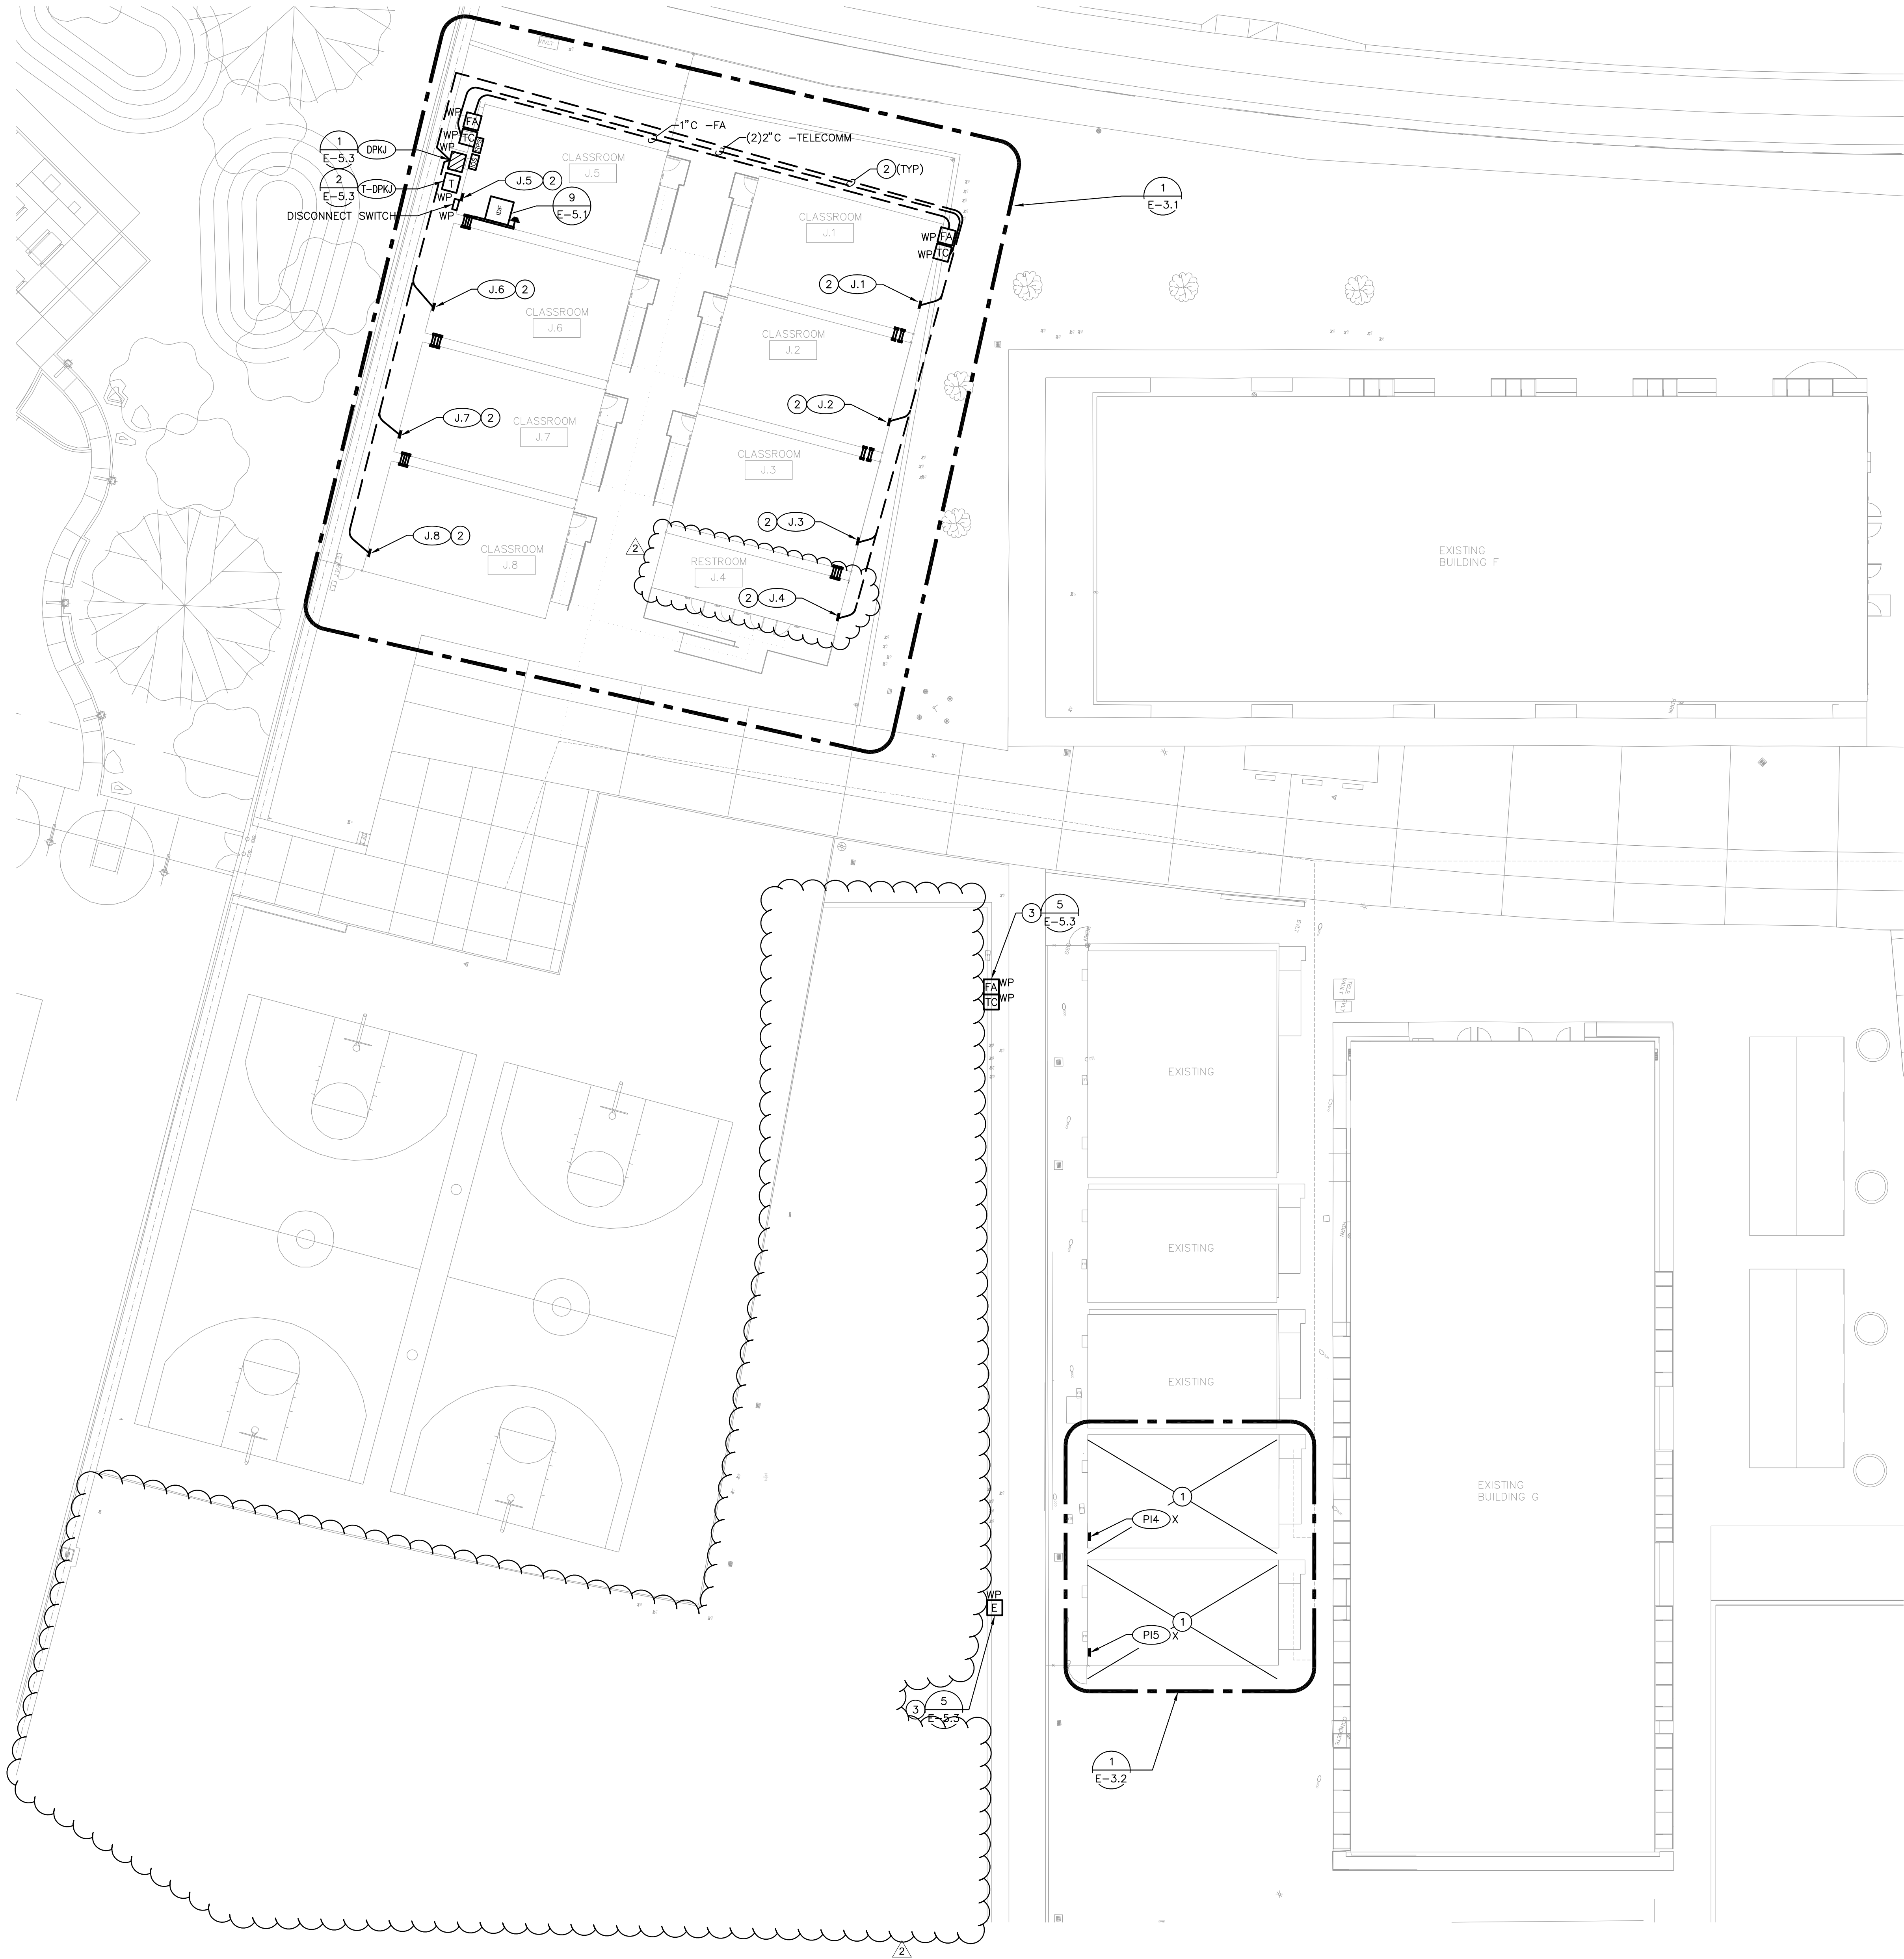 WP
FA
WP
TC
WP
1
E-5.3
DPKJ
2
E-5.3
T-DPKJ
T
WP
WP
DISCONNECT SWITCH
J.5
2
9
E-5.1
IDF
1"C -FA
(2)2"C -TELECOMM
2
(TYP)
1
E-3.1
CLASSROOM
J.5
CLASSROOM
J.1
WP
FA
WP
TC
J.6
2
CLASSROOM
J.6
2
J.1
CLASSROOM
J.2
J.7
2
CLASSROOM
J.7
2
J.2
CLASSROOM
J.3
J.8
2
CLASSROOM
J.8
2
J.3
2
RESTROOM
J.4
2
J.4
EXISTING
BUILDING F
3
5
E-5.3
FA
WP
TC
WP
TELE
VAULT
EVLT
EVLT
EXISTING
EXISTING
EXISTING
1
PI4
X
1
PI5
X
EXISTING
BUILDING G
WP
E
3
5
E-5.3
1
E-3.2
2